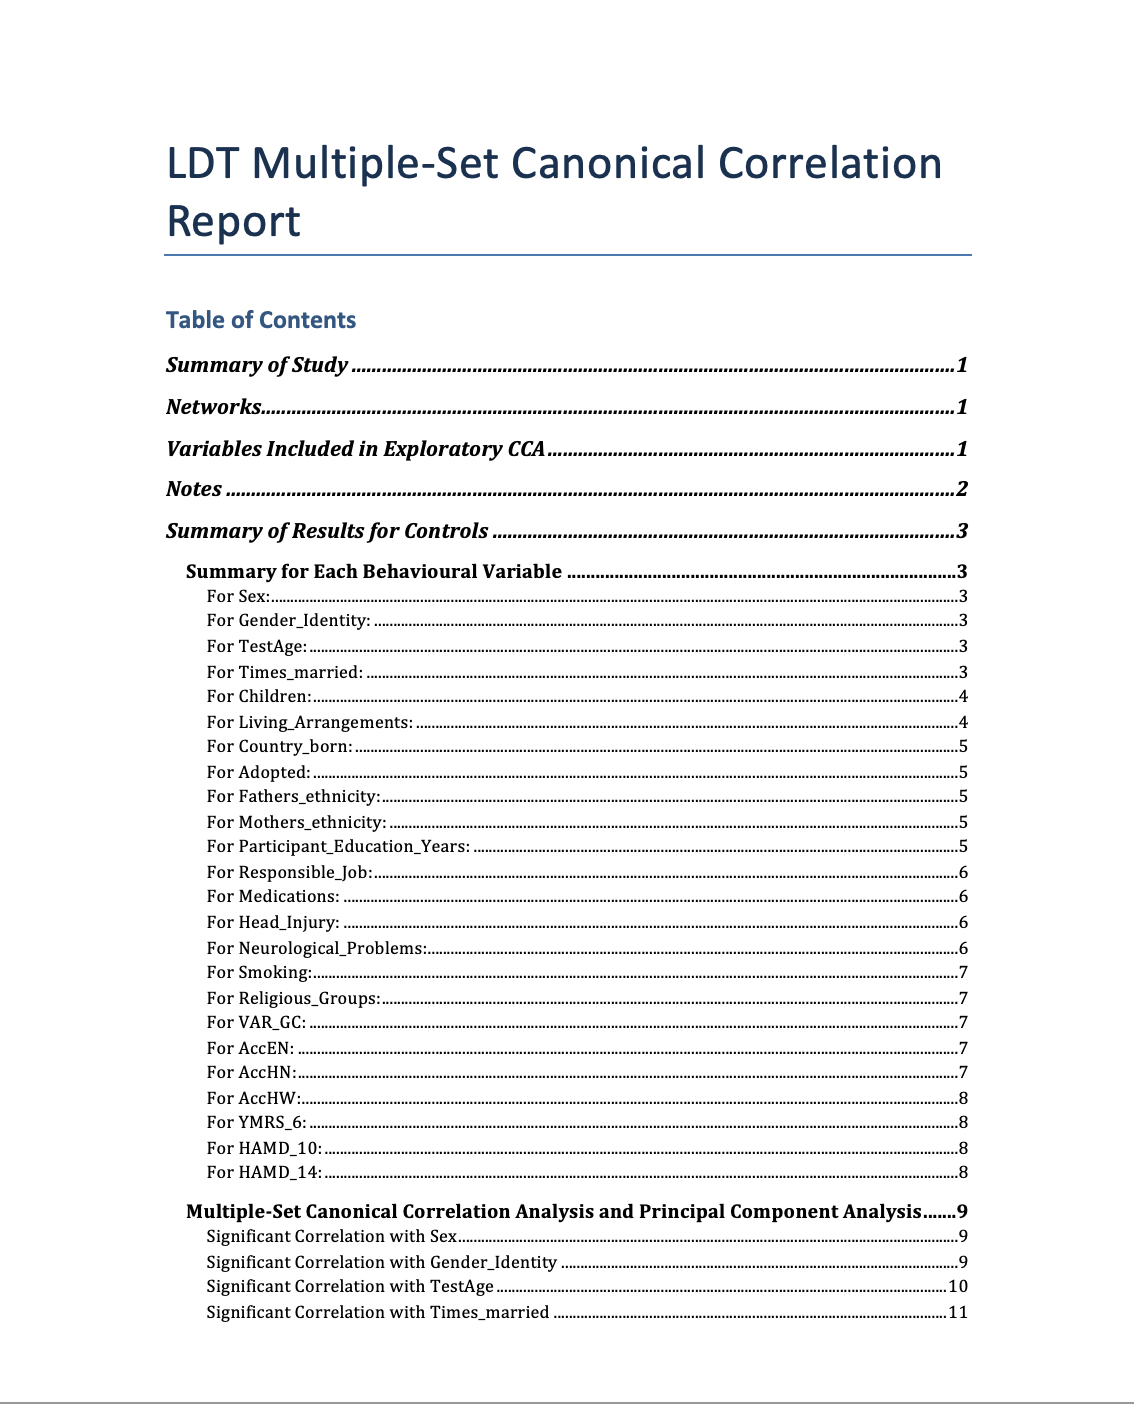 LDT Multiple-Set Canonical Correlation
Report
Table of Contents
Summary of Study ........ 1
Networks ........ 1
Variables Included in Exploratory CCA ........ 1
Notes ........ 2
Summary of Results for Controls ........ 3
Summary for Each Behavioural Variable ........ 3
For Sex: ........ 3
For Gender_Identity: ........ 3
For TestAge: ........ 3
For Times_married: ........ 3
For Children: ........ 4
For Living_Arrangements: ........ 4
For Country_born: ........ 5
For Adopted: ........ 5
For Fathers_ethnicity: ........ 5
For Mothers_ethnicity: ........ 5
For Participant_Education_Years: ........ 5
For Responsible_Job: ........ 6
For Medications: ........ 6
For Head_Injury: ........ 6
For Neurological_Problems: ........ 6
For Smoking: ........ 7
For Religious_Groups: ........ 7
For VAR_GC: ........ 7
For AccEN: ........ 7
For AccHN: ........ 7
For AccHW: ........ 8
For YMRS_6: ........ 8
For HAMD_10: ........ 8
For HAMD_14: ........ 8
Multiple-Set Canonical Correlation Analysis and Principal Component Analysis ....... 9
Significant Correlation with Sex ........ 9
Significant Correlation with Gender_Identity ........ 9
Significant Correlation with TestAge ........ 10
Significant Correlation with Times_married ........ 11